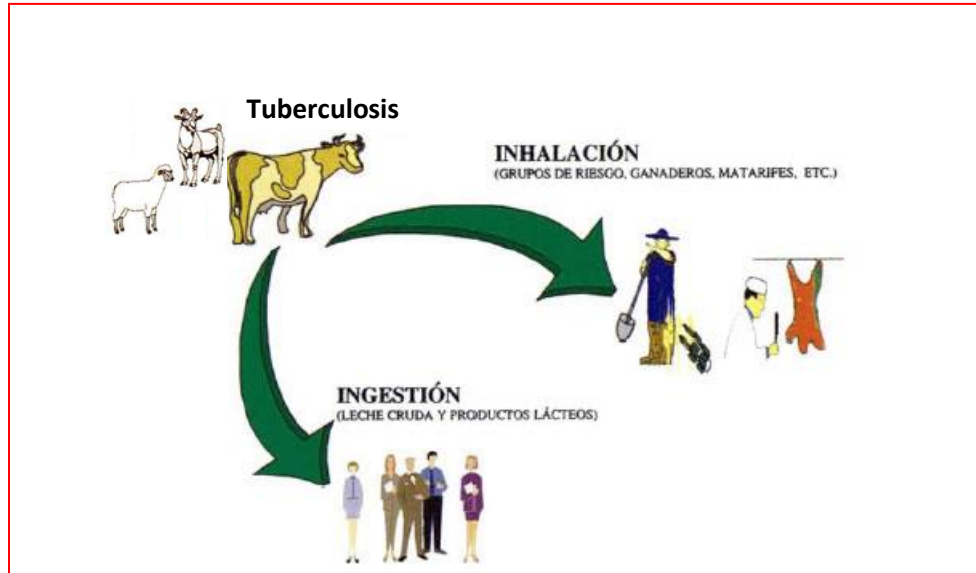 Tuberculosis
INHALACIÓN
(GRUPOS DE RIESGO, GANADEROS, MATARIFES, ETC.)
INGESTIÓN
(LECHE CRUDA Y PRODUCTOS LÁCTEOS)